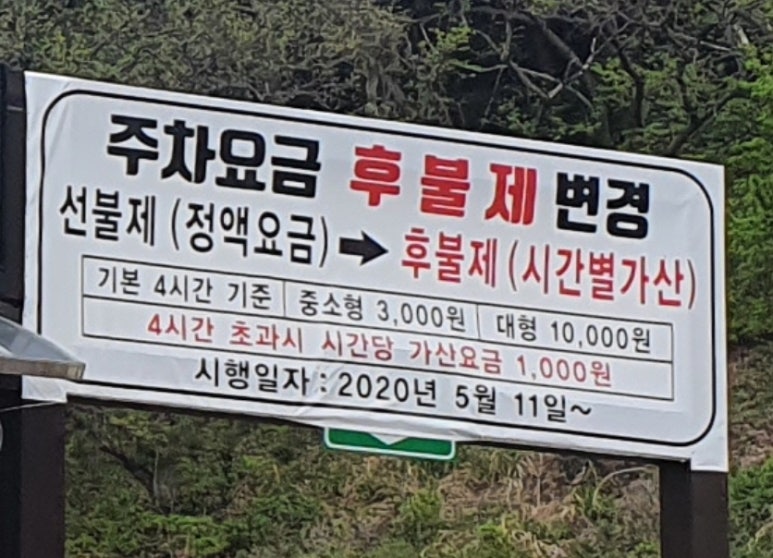 주차요금 후불제 변경
선불제 (정액요금) ➡ 후불제 (시간별가산)
기본 4시간 기준 중소형 3,000원 대형 10,000원
4시간 초과시 시간당 가산요금 1,000원
시행일자 : 2020년 5월 11일~